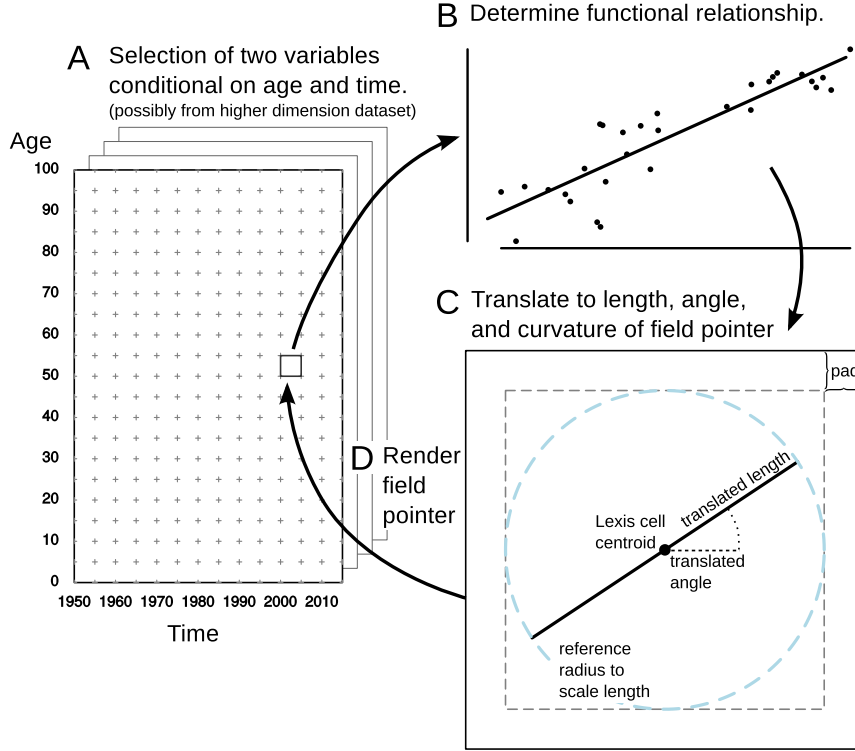 A Selection of two variables
conditional on age and time.
(possibly from higher dimension dataset)
Age
100
90
80
70
60
50
40
30
20
10
0
1950 1960 1970 1980 1990 2000 2010
Time
B Determine functional relationship.
C Translate to length, angle,
and curvature of field pointer
pad
translated length
Lexis cell
centroid
translated
angle
reference
radius to
scale length
D Render
field
pointer